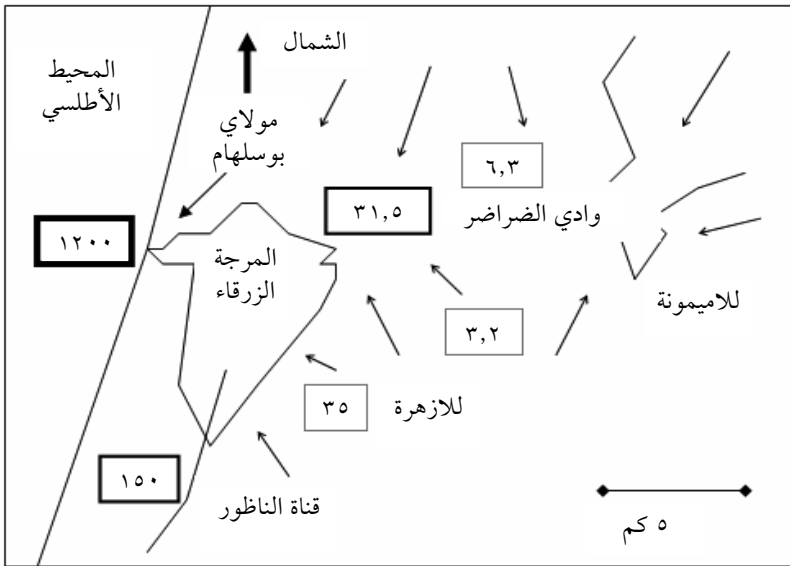 الشمال
المحيط
الأطلسي
مولاي
بوسلهام
٦,٣
٣١,٥
وادي الضراضر
١٢٠٠
المرجة
الزرقاء
للاميمونة
٣,٢
٣٥
للازهرة
١٥٠
قناة الناظور
٥ كم